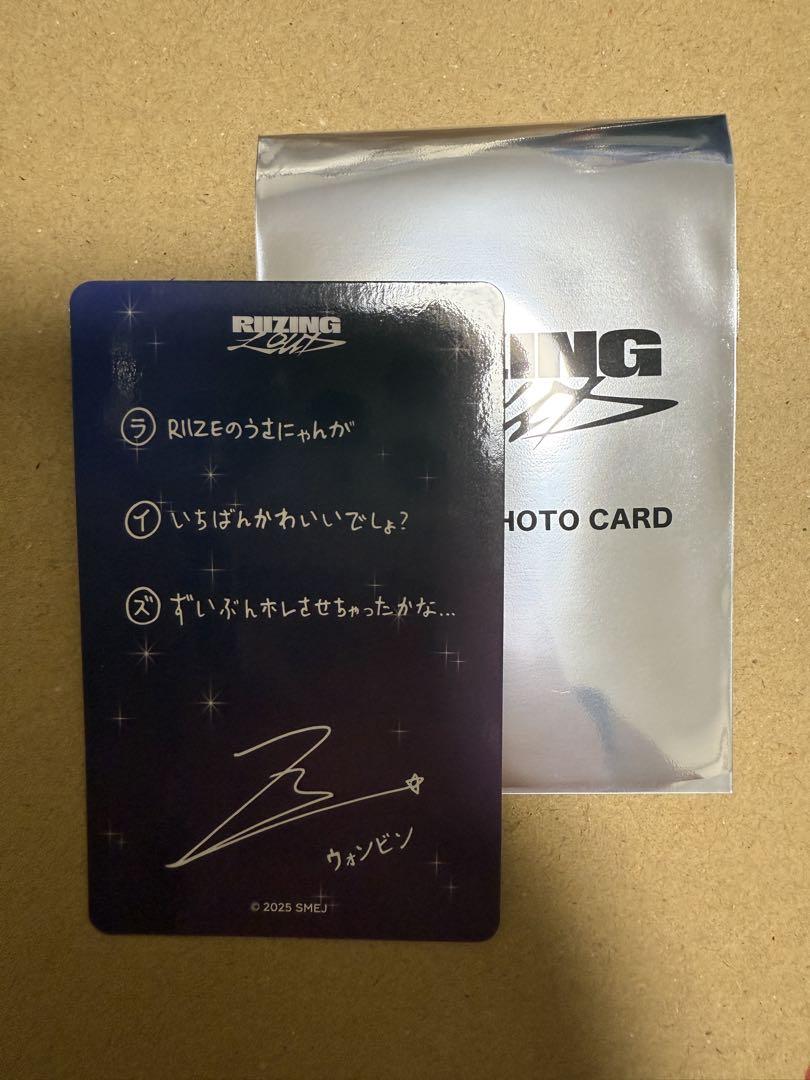 RIIZING
LOUD
ラ RIIZEのうさにゃんが
イ いちばんかわいいでしょ?
ズ ずいぶんホレさせちゃったかな...
ウォンビン
© 2025 SMEJ
ZING
HOTO CARD